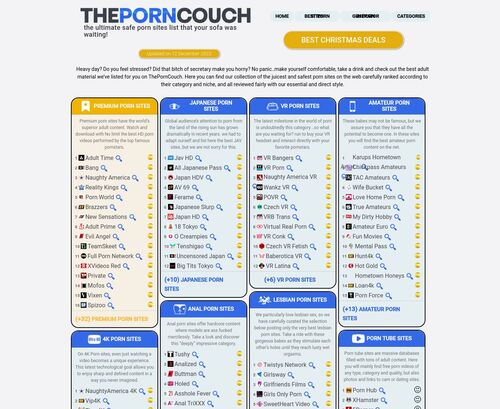 THEPORNCOUCH
the ultimate safe porn sites list that your sofa was
waiting!
HOME
CATEGORIES
BEST CHRISTMAS DEALS
Updated on 12 December 2023
Heavy day? Do you feel stressed? Did that bitch of secretary make you horny? No panic..make yourself comfortable, take a drink and check out the best adult
material we've listed for you on ThePornCouch. Here you can find our collection of the juiciest and safest porn sites on the web carefully ranked according to
their category and niche, and all reviewed fairly with our essential and direct style.
PREMIUM PORN SITES
Premium porn sites have the world's
superior adult content. Watch and
download with no limit the best HD porn
videos performed by the top famous
pornstars.
1 Adult Time
2 Bang
3 Naughty America
4 Reality Kings
5 Porn World
6 Brazzers
7 New Sensations
8 Adult Prime
9 Evil Angel
10 TeamSkeet
11 Full Porn Network
12 XVideos Red
13 Private
14 Mofos
15 Vixen
16 Spizoo
(+32) PREMIUM PORN SITES
4K PORN SITES
Go 4K Porn sites, even just watching a
video becomes a unique experience.
This latest technological goal allows you
to enjoy sharp and defined content in a
way you never imagined.
1 Naughty America 4K
2 Vip4K
JAPANESE PORN
SITES
Global audience's attention to porn from
the land of the rising sun has grown
dramatically in recent years. We had to
adapt ourself and list here the best JAV
sites, but we are not sorry for this.
1 Jav HD
2 All Japanese Pass
3 Japan HDV
4 AV 69
5 Ferame
6 Japanese Slurp
7 Japan HD
8 18 Tokyo
9 O Creampies
10 Tenshigao
11 Uncensored Japan
12 Big Tits Tokyo
(+10) JAPANESE PORN
SITES
ANAL PORN SITES
Anal porn sites offer hardcore content
where models are ass fucked
mercilessly. Take a look and discover
this "deeply" impressive category.
1 Tushy
2 Analized
3 Buttman
4 Holed
5 Asshole Fever
6 Anal TriXXX
VR PORN SITES
The latest milestone in the world of porn
is undoubtedly this category ...so what
are you waiting for? run to buy your VR
headset and interact directly with your
favorite pornstars.
1 VR Bangers
2 VR Porn
3 Naughty America VR
4 Wankz VR
5 POVR
6 Czech VR
7 VRB Trans
8 Virtual Real Porn
9 VR Conk
10 Czech VR Fetish
11 Baberotica VR
12 VR Latina
(+6) VR PORN SITES
LESBIAN PORN SITES
We particularly love lesbian sex, so we
have carefully curated the selection
below posting only the very best lesbian
porn sites. Take a ride with these
gorgeous babes as they stimulate each
other's holes until they reach lusty wet
orgasms.
1 Twistys Network
2 Girlsway
3 Girlfriends Films
4 Girls Only Porn
5 SweetHeart Video
AMATEUR PORN
SITES
These babes may not be famous, but we
assure you that they have all the
potential to become one. In these sites
you will find the best amateur porn
content on the net.
Karups Hometown
TAC Amateurs
Wife Bucket
Love Home Porn
True Amateurs
My Dirty Hobby
Amateur Euro
Fun Movies
10 Mental Pass
11 Hunt4k
12 Hot Gold
13 Hometown Honeys
14 Loan4k
15 Porn Force
(+13) AMATEUR PORN
SITES
PORN TUBE SITES
Porn tube sites are massive databases
filled with tons of adult content. Here
you will mainly find free porn videos of
any type, category and quality, but also
photos and links to cam or dating sites.
1 Porn Hub
2 XHamster